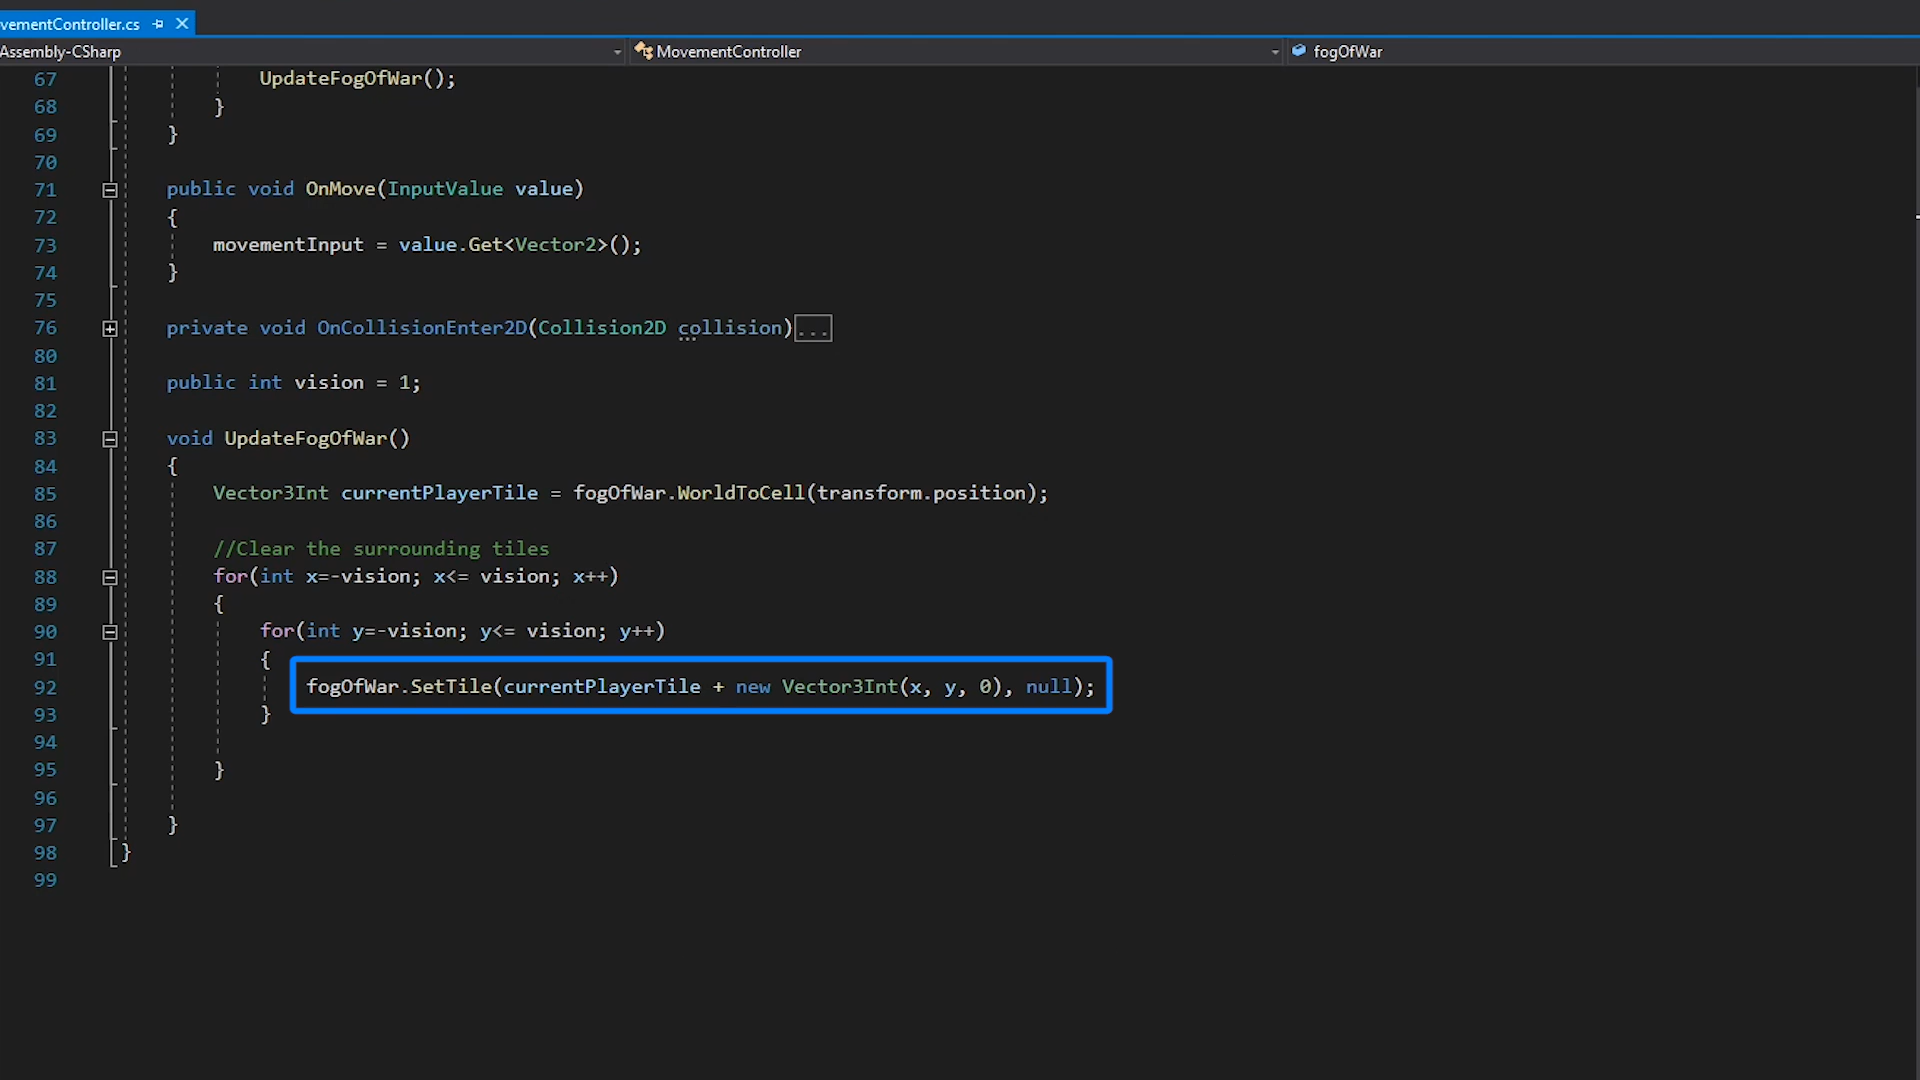 vementController.cs
Assembly-CSharp MovementController fogOfWar
67 UpdateFogOfWar();
68 }
69 }
70
71 public void OnMove(InputValue value)
72 {
73 movementInput = value.Get<Vector2>();
74 }
75
76 private void OnCollisionEnter2D(Collision2D collision)...
80
81 public int vision = 1;
82
83 void UpdateFogOfWar()
84 {
85 Vector3Int currentPlayerTile = fogOfWar.WorldToCell(transform.position);
86
87 //Clear the surrounding tiles
88 for(int x=-vision; x<= vision; x++)
89 {
90 for(int y=-vision; y<= vision; y++)
91 {
92 fogOfWar.SetTile(currentPlayerTile + new Vector3Int(x, y, 0), null);
93 }
94
95 }
96
97 }
98 }
99